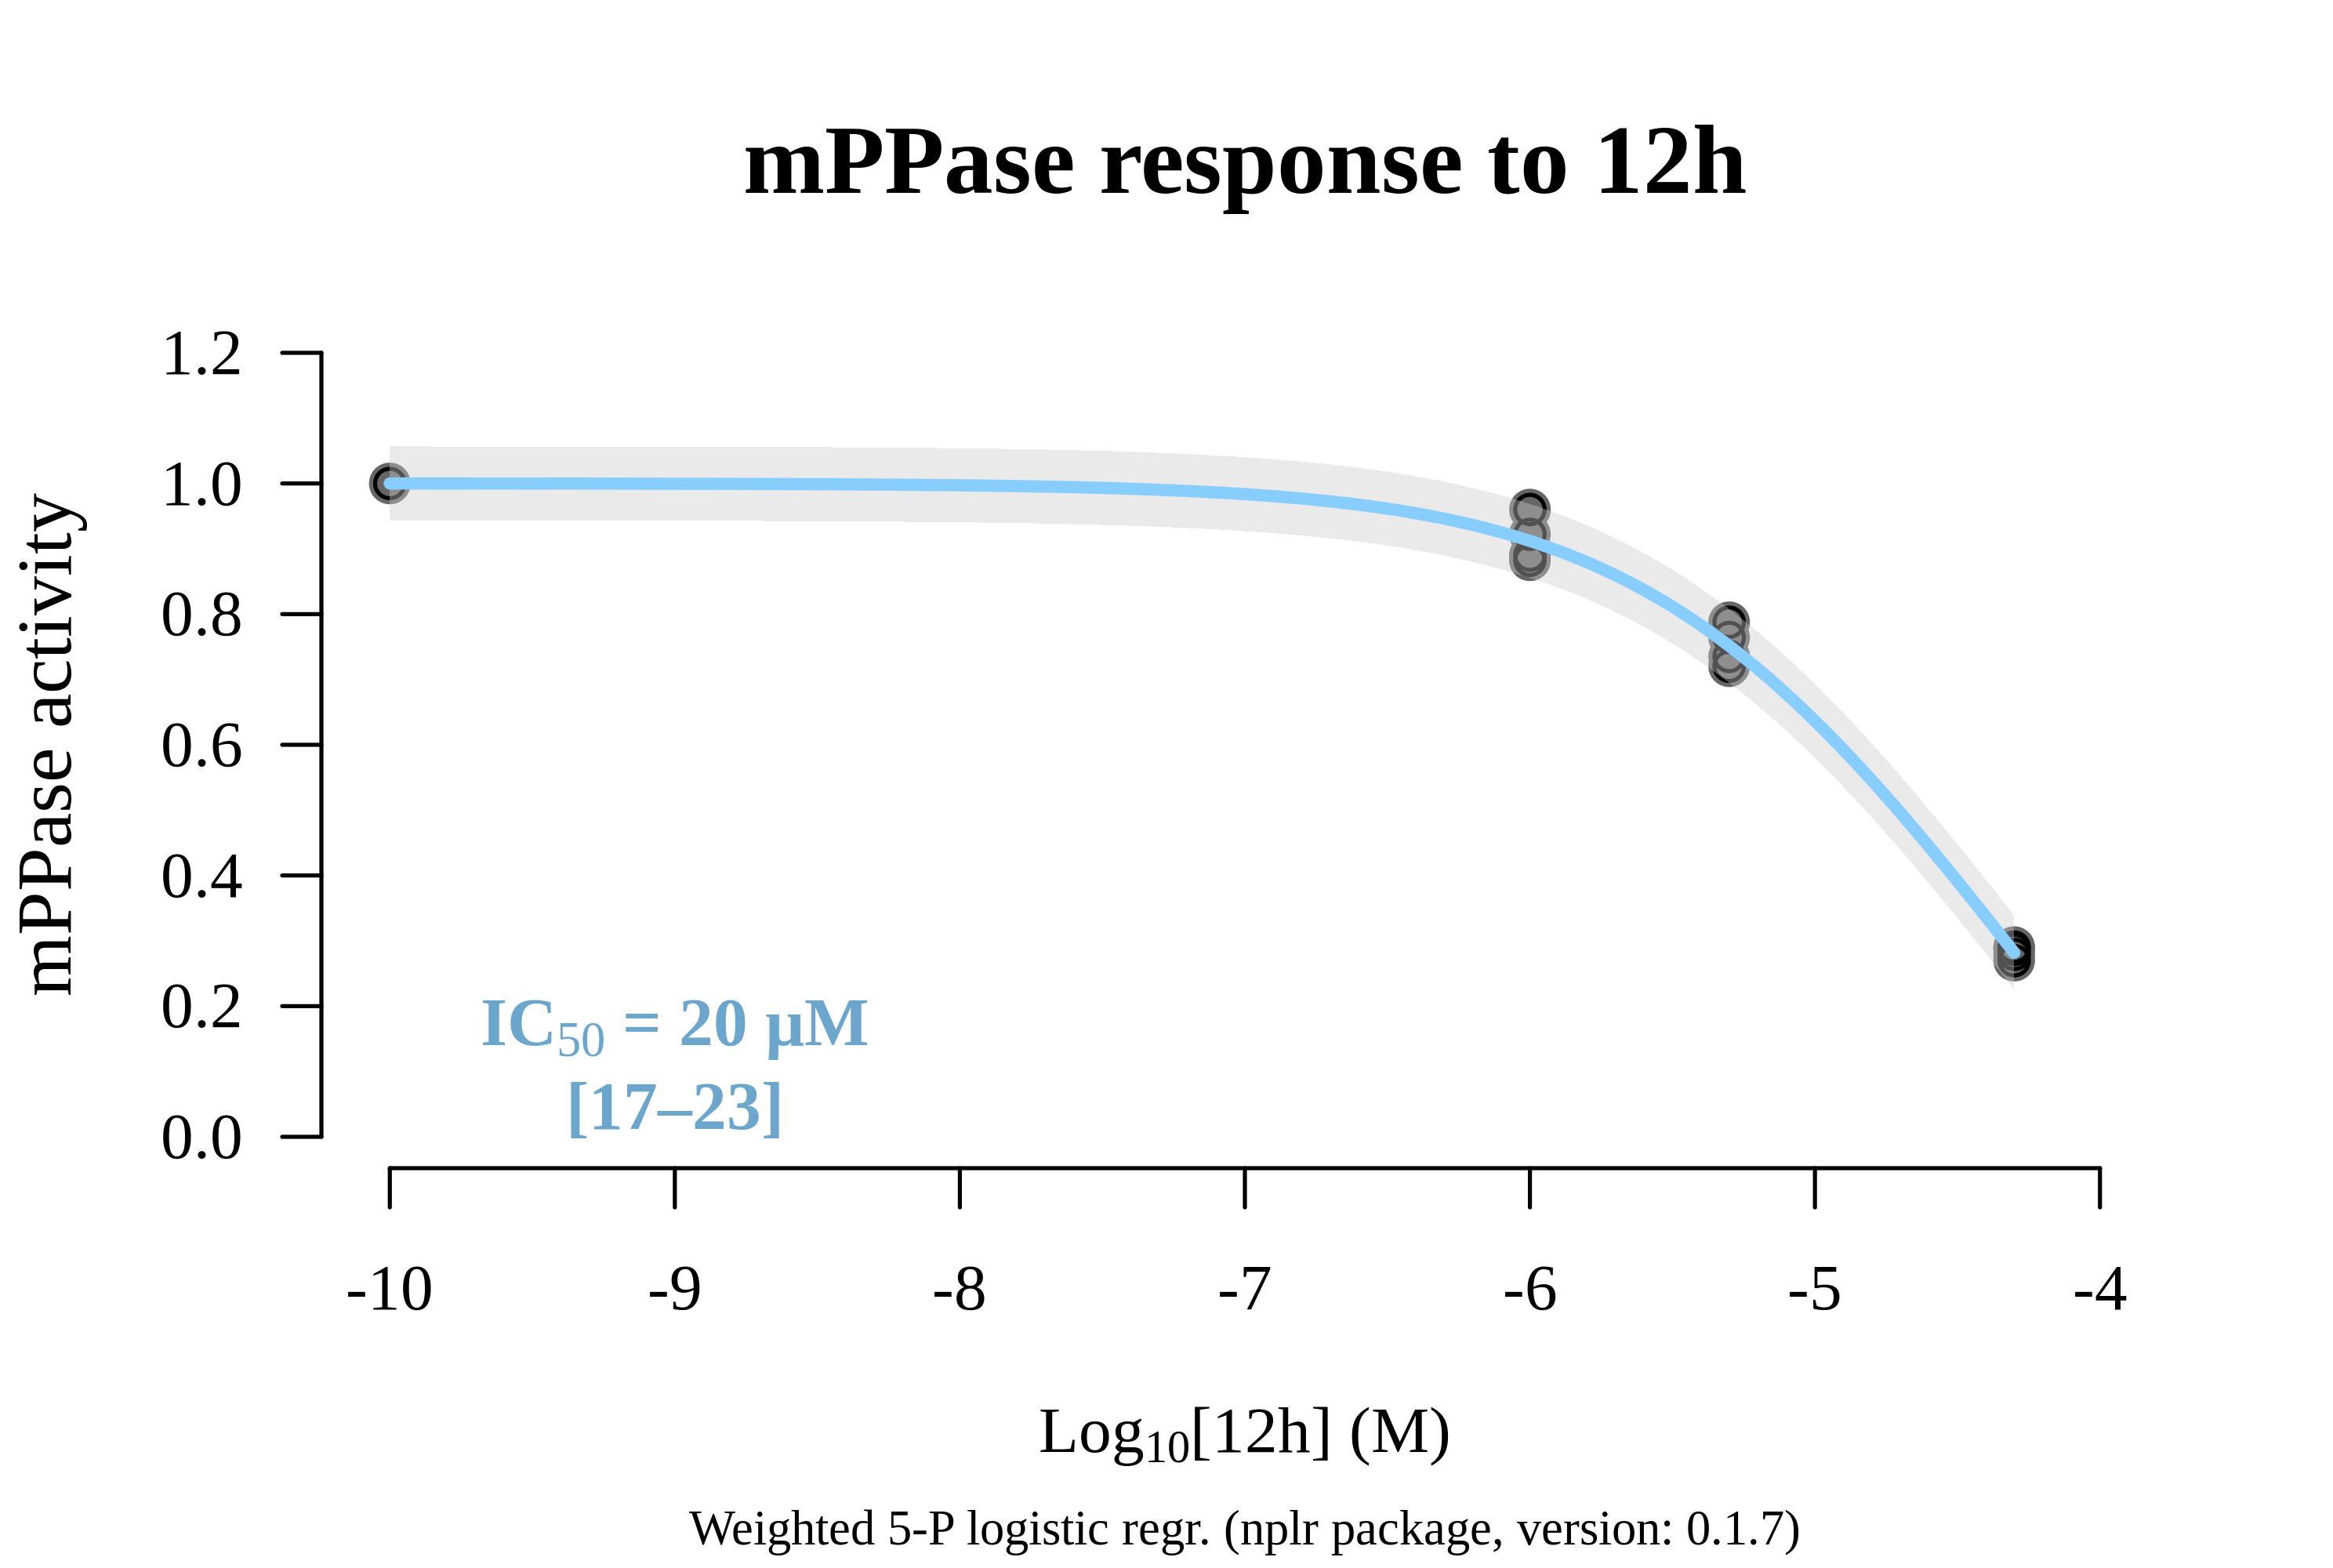 mPPase response to 12h
mPPase activity
1.2
1.0
0.8
0.6
0.4
0.2
0.0
IC50 = 20 µM
[17–23]
-10 -9 -8 -7 -6 -5 -4
Log10[12h] (M)
Weighted 5-P logistic regr. (nplr package, version: 0.1.7)